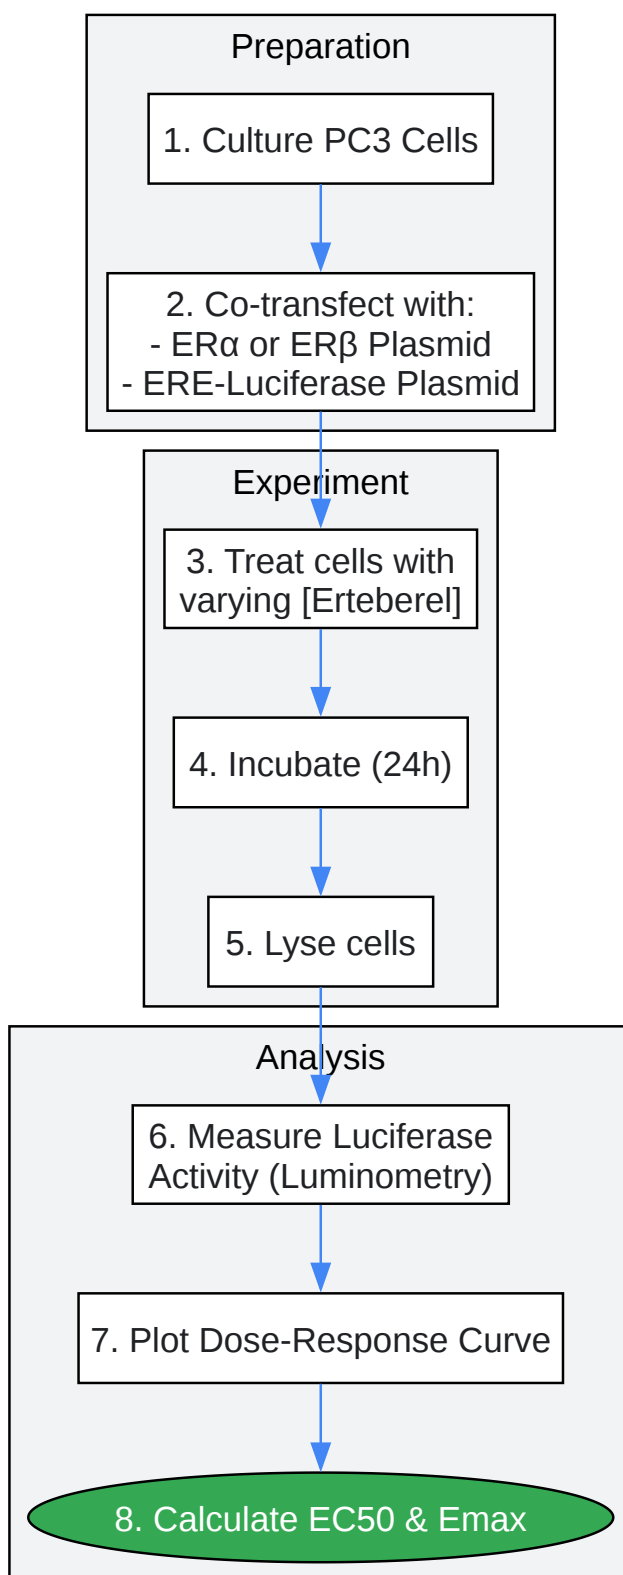 Preparation
1. Culture PC3 Cells
2. Co-transfect with:
- ERα or ERβ Plasmid
- ERE-Luciferase Plasmid
Experiment
3. Treat cells with
varying [Erteberel]
4. Incubate (24h)
5. Lyse cells
Analysis
6. Measure Luciferase
Activity (Luminometry)
7. Plot Dose-Response Curve
8. Calculate EC50 & Emax